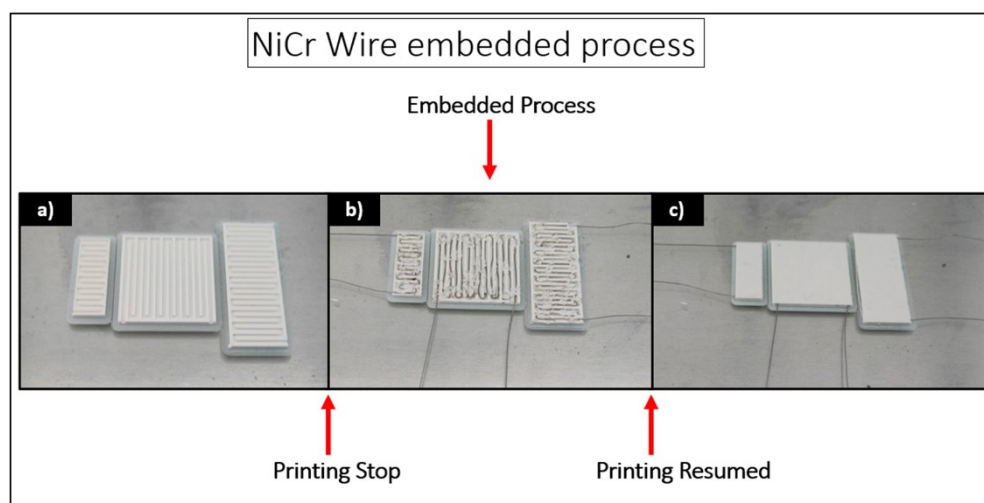 NiCr Wire embedded process
Embedded Process
a)
b)
c)
Printing Stop
Printing Resumed